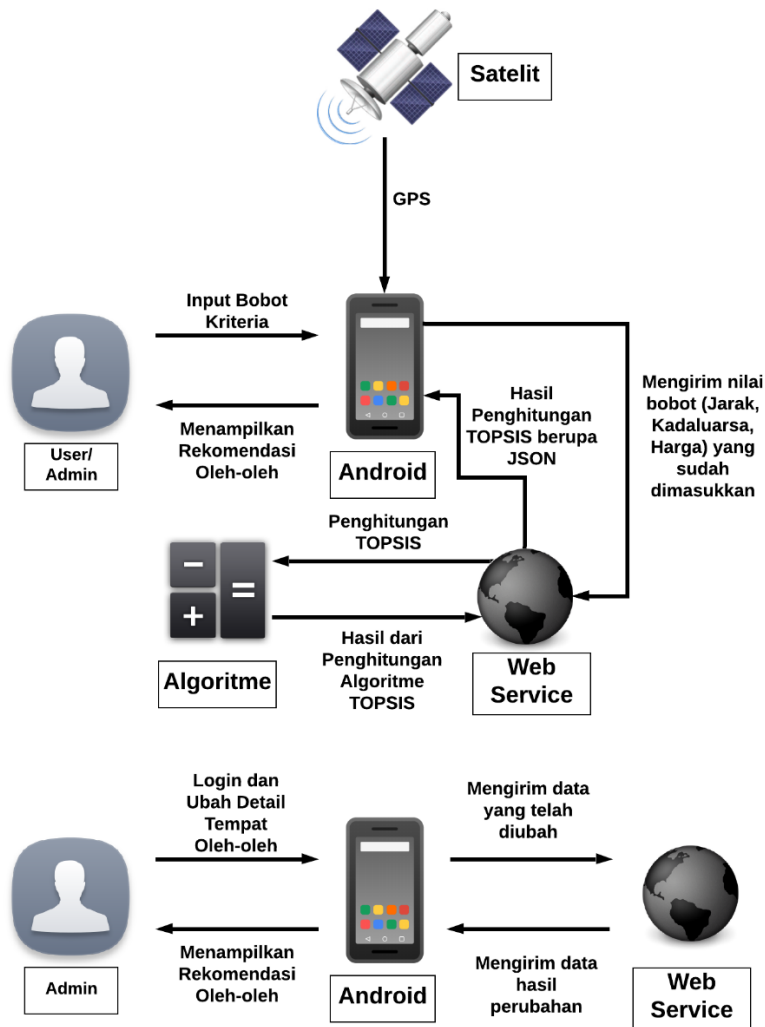 Satelit
GPS
Input Bobot
Kriteria
Menampilkan
Rekomendasi
Oleh-oleh
User/
Admin
Android
Hasil
Penghitungan
TOPSIS berupa
JSON
Mengirim nilai
bobot (Jarak,
Kadaluarsa,
Harga) yang
sudah
dimasukkan
Penghitungan
TOPSIS
Hasil dari
Penghitungan
Algoritme
TOPSIS
Algoritme
Web
Service
Login dan
Ubah Detail
Tempat
Oleh-oleh
Menampilkan
Rekomendasi
Oleh-oleh
Admin
Android
Mengirim data
yang telah
diubah
Mengirim data
hasil
perubahan
Web
Service